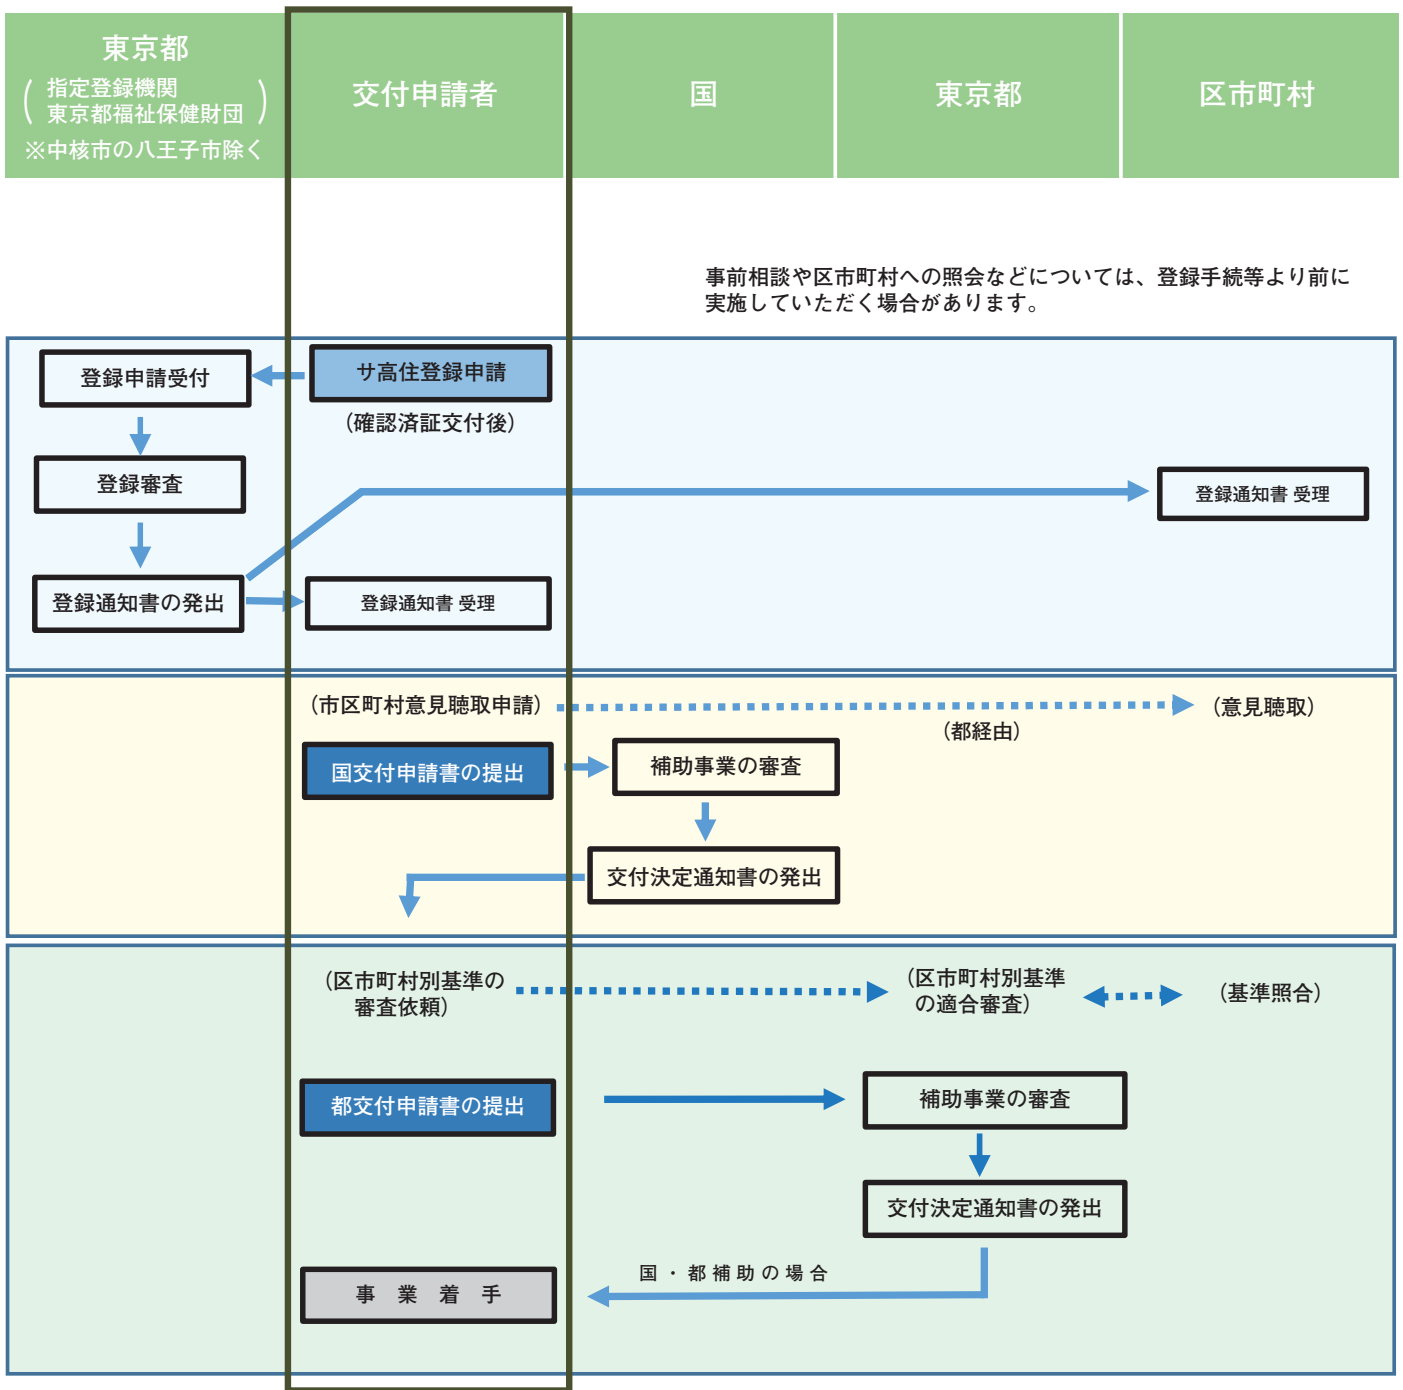 東京都
（指定登録機関
東京都福祉保健財団）
※中核市の八王子市除く
交付申請者
国
東京都
区市町村
事前相談や区市町村への照会などについては、登録手続等より前に
実施していただく場合があります。
登録申請受付
サ高住登録申請
（確認済証交付後）
登録審査
登録通知書 受理
登録通知書の発出
登録通知書 受理
（市区町村意見聴取申請）
（意見聴取）
（都経由）
国交付申請書の提出
補助事業の審査
交付決定通知書の発出
（区市町村別基準の
審査依頼）
（区市町村別基準
の適合審査）
（基準照合）
都交付申請書の提出
補助事業の審査
交付決定通知書の発出
国・都補助の場合
事 業 着 手